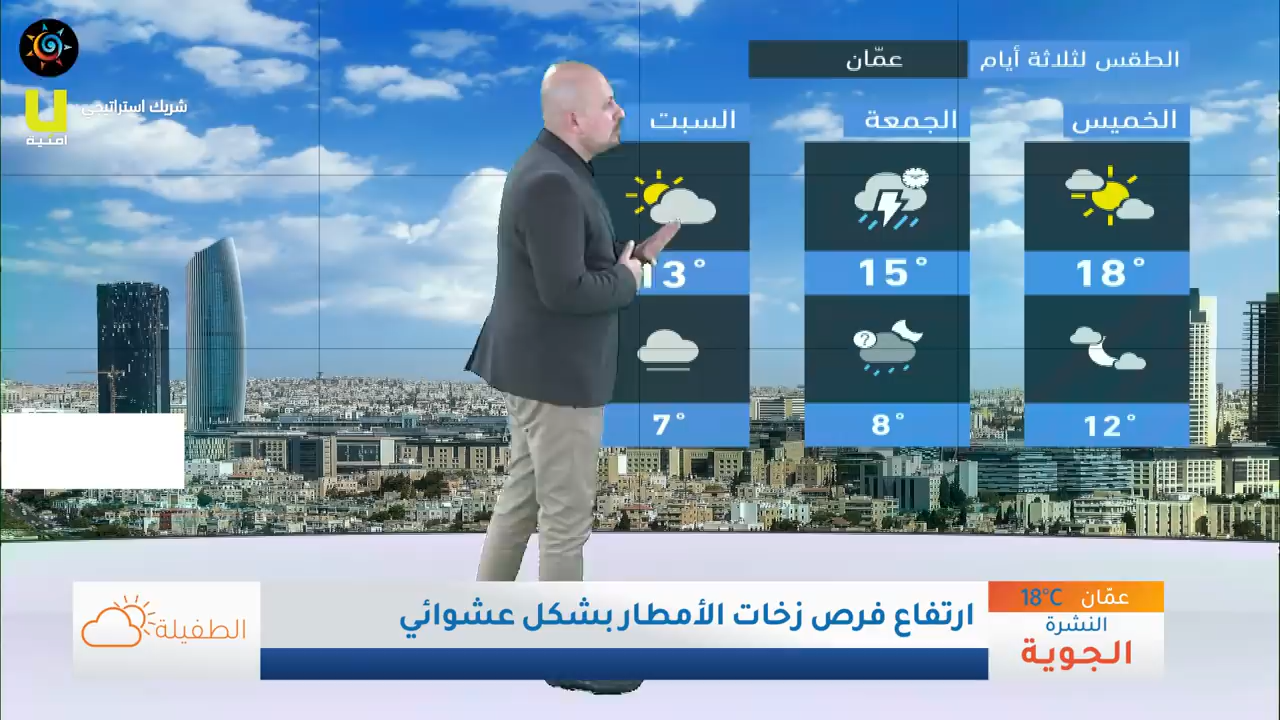 شريك استراتيجي
امنية
الطقس لثلاثة أيام
عمّان
الخميس
الجمعة
السبت
18°
15°
13°
12°
8°
?
7°
عمّان 18°C
النشرة
الجوية
ارتفاع فرص زخات الأمطار بشكل عشوائي
الطفيلة